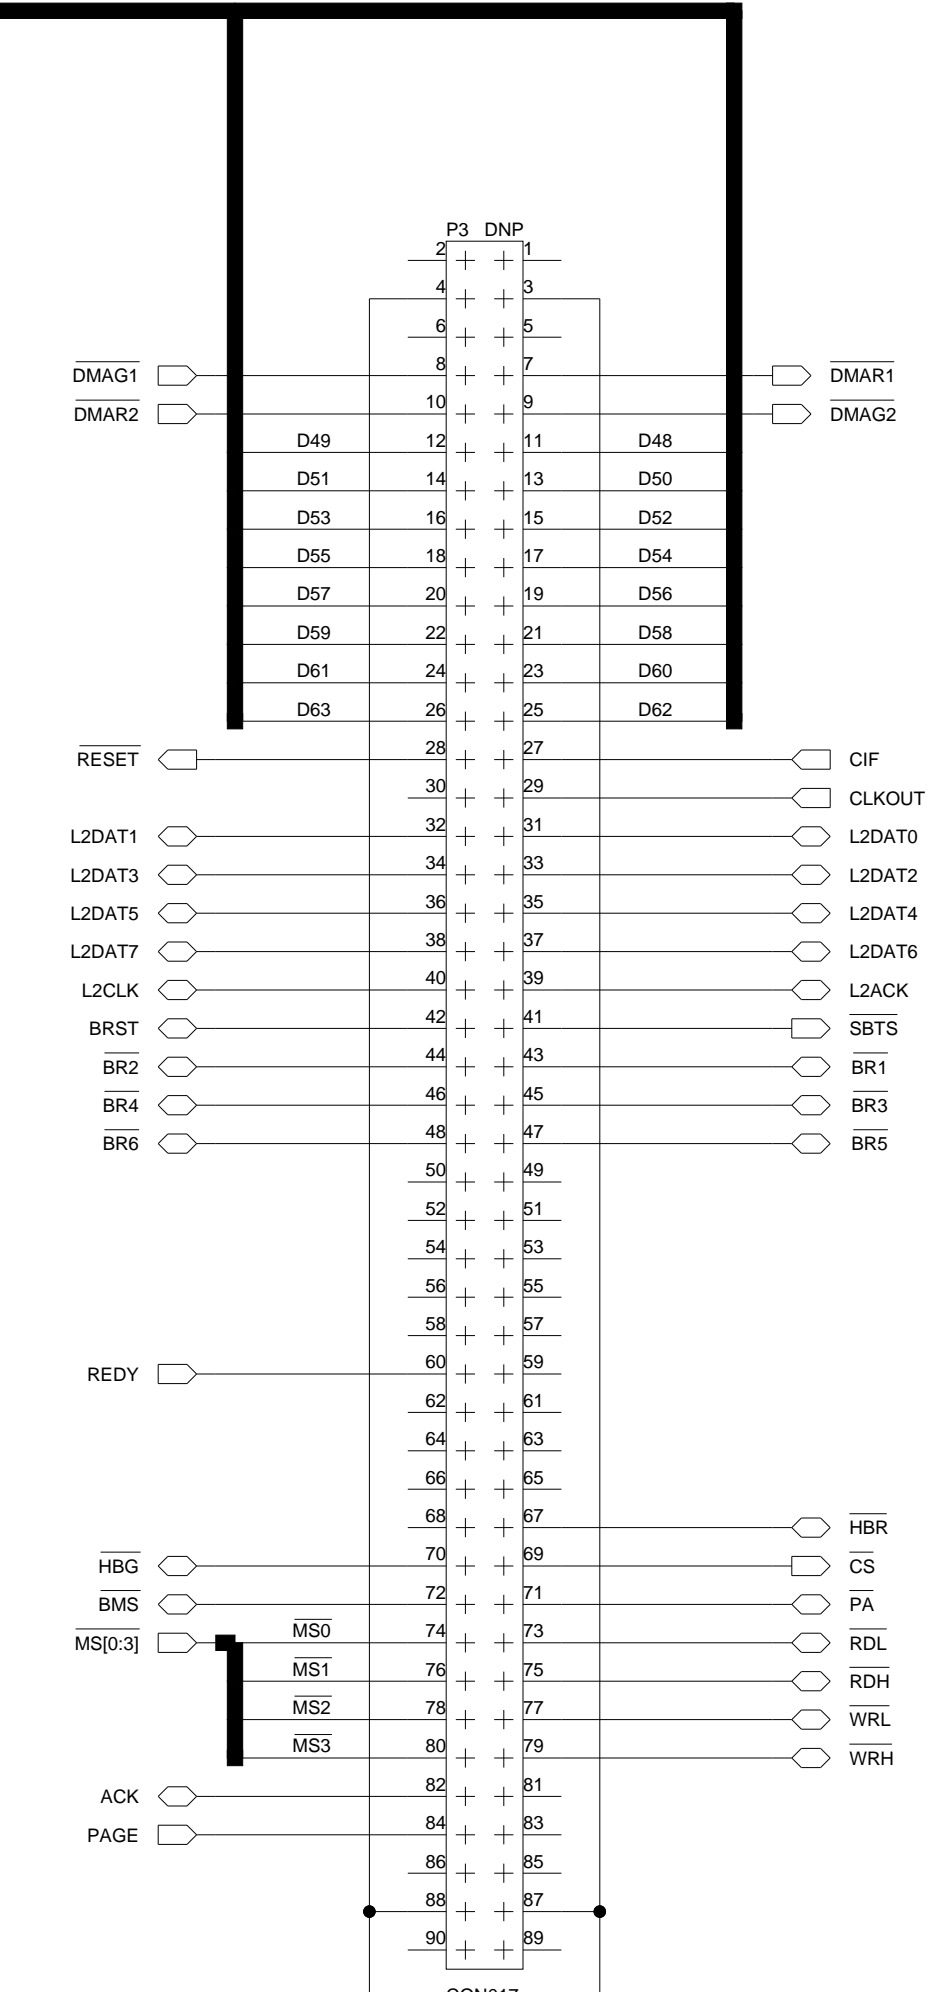 P3 DNP
2 1
4 3
6 5
DMAG1 8 7 DMAR1
DMAR2 10 9 DMAG2
D49 12 11 D48
D51 14 13 D50
D53 16 15 D52
D55 18 17 D54
D57 20 19 D56
D59 22 21 D58
D61 24 23 D60
D63 26 25 D62
RESET 28 27 CIF
30 29 CLKOUT
L2DAT1 32 31 L2DAT0
L2DAT3 34 33 L2DAT2
L2DAT5 36 35 L2DAT4
L2DAT7 38 37 L2DAT6
L2CLK 40 39 L2ACK
BRST 42 41 SBTS
BR2 44 43 BR1
BR4 46 45 BR3
BR6 48 47 BR5
50 49
52 51
54 53
56 55
58 57
REDY 60 59
62 61
64 63
66 65
68 67 HBR
HBG 70 69 CS
BMS 72 71 PA
MS[0:3] MS0 74 73 RDL
MS1 76 75 RDH
MS2 78 77 WRL
MS3 80 79 WRH
ACK 82 81
PAGE 84 83
86 85
88 87
90 89